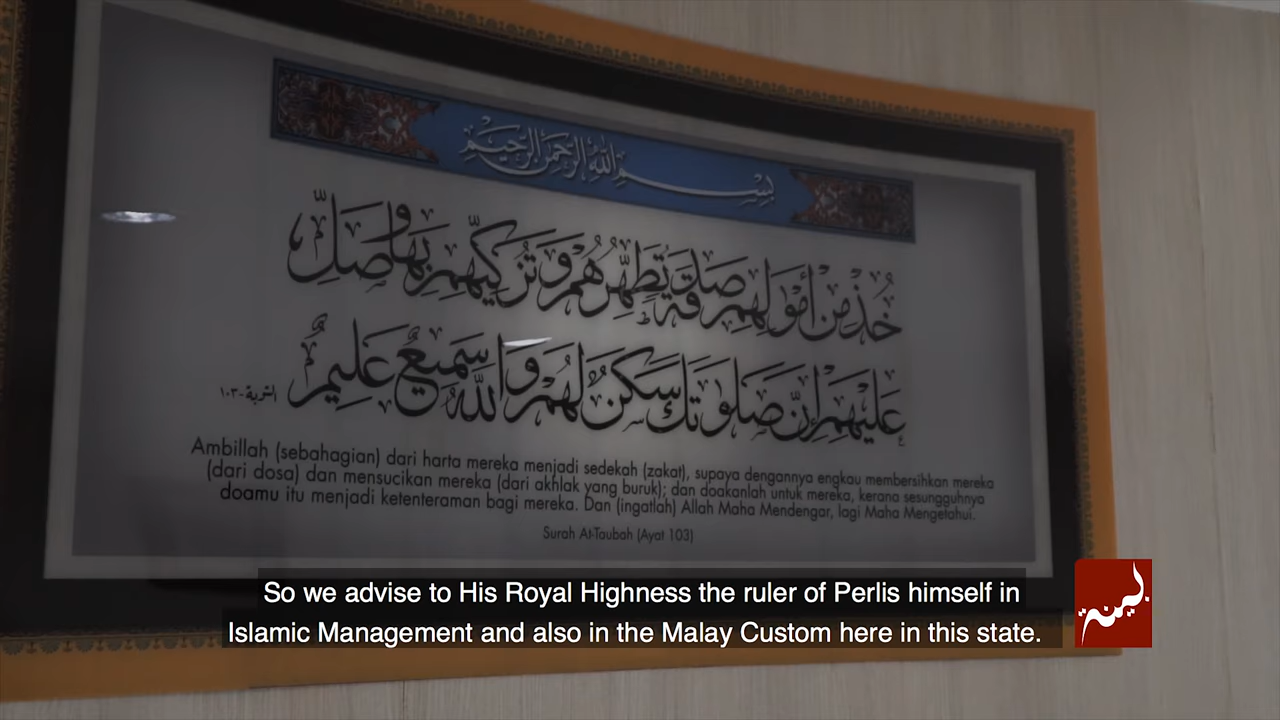 بِسْمِ اللهِ الرَّحْمٰنِ الرَّحِيْمِ
خُذْ مِنْ أَمْوَٰلِهِمْ صَدَقَةً تُطَهِّرُهُمْ وَتُزَكِّيهِم بِهَا وَصَلِّ
عَلَيْهِمْ إِنَّ صَلَوٰتَكَ سَكَنٌ لَّهُمْ وَاللَّهُ سَمِيعٌ عَلِيمٌ
التوبة-١٠٣
Ambillah (sebahagian) dari harta mereka menjadi sedekah (zakat), supaya dengannya engkau membersihkan mereka
(dari dosa) dan mensucikan mereka (dari akhlak yang buruk); dan doakanlah untuk mereka, kerana sesungguhnya
doamu itu menjadi ketenteraman bagi mereka. Dan (ingatlah) Allah Maha Mendengar, lagi Maha Mengetahui.
Surah At-Taubah (Ayat 103)
So we advise to His Royal Highness the ruler of Perlis himself in
Islamic Management and also in the Malay Custom here in this state.